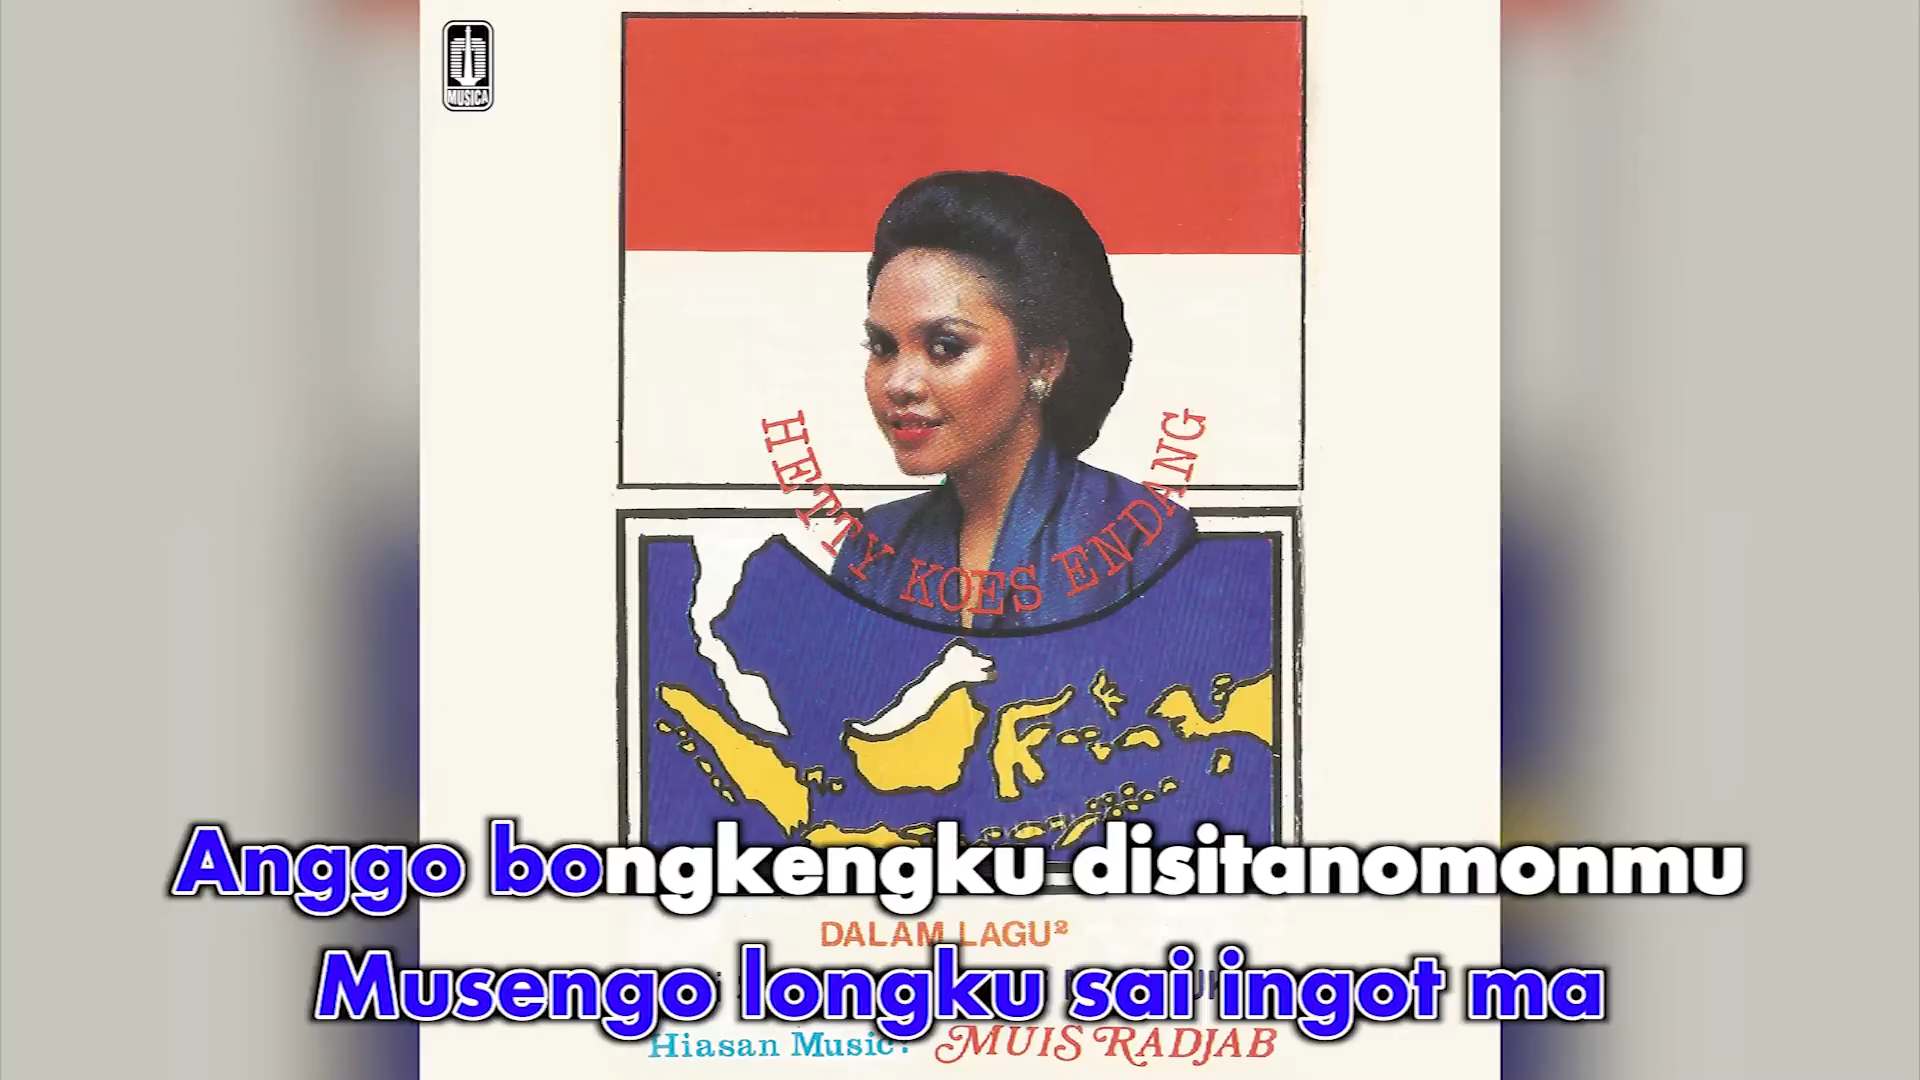 MUSICA
HETTY KOES ENDANG
Anggo bongkengku disitanomonmu
DALAM LAGU²
Musengo longku sai ingot ma
Hiasan Music: MUIS RADJAB